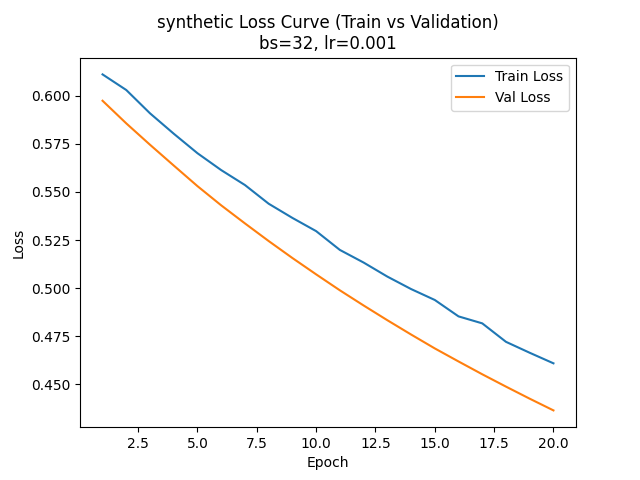 synthetic Loss Curve (Train vs Validation)
bs=32, lr=0.001
Train Loss
Val Loss
0.600
0.575
0.550
0.525
0.500
0.475
0.450
Loss
2.5 5.0 7.5 10.0 12.5 15.0 17.5 20.0
Epoch